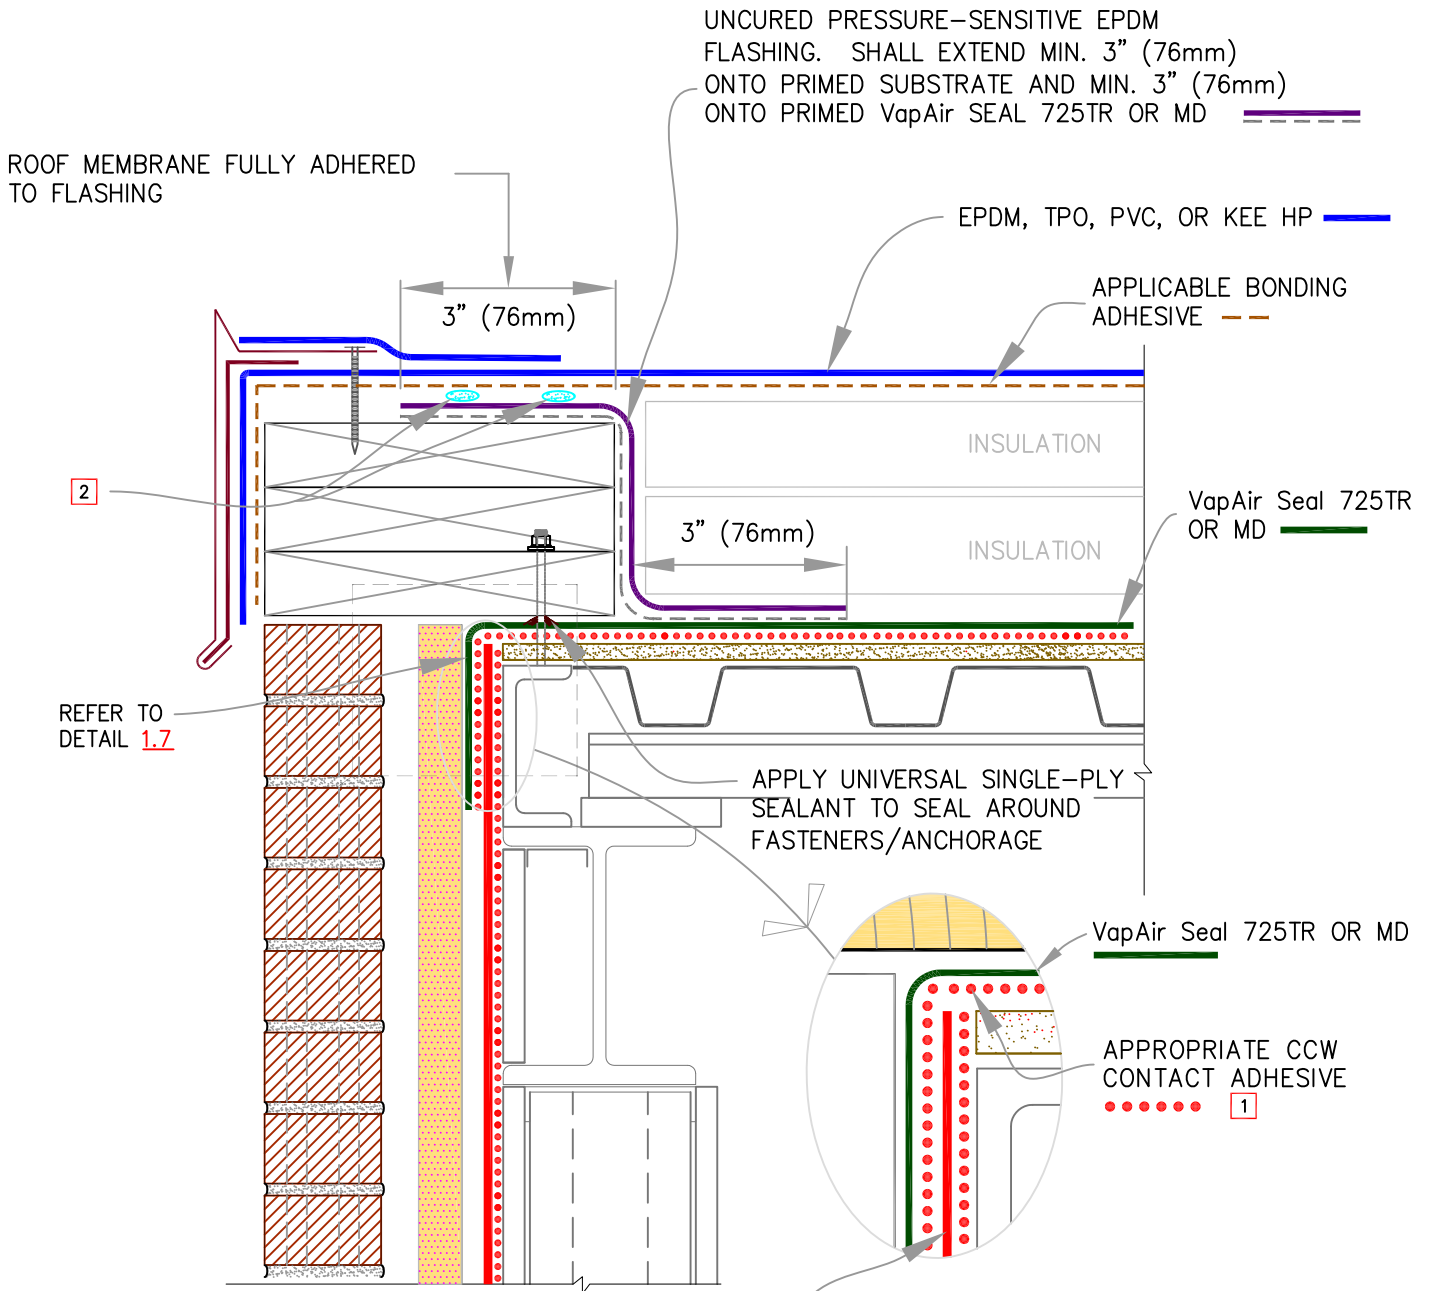 UNCURED PRESSURE-SENSITIVE EPDM
FLASHING. SHALL EXTEND MIN. 3" (76mm)
ONTO PRIMED SUBSTRATE AND MIN. 3" (76mm)
ONTO PRIMED VapAir SEAL 725TR OR MD
ROOF MEMBRANE FULLY ADHERED
TO FLASHING
EPDM, TPO, PVC, OR KEE HP
APPLICABLE BONDING
ADHESIVE
3" (76mm)
INSULATION
2
VapAir Seal 725TR
OR MD
3" (76mm)
INSULATION
REFER TO
DETAIL 1.7
APPLY UNIVERSAL SINGLE-PLY
SEALANT TO SEAL AROUND
FASTENERS/ANCHORAGE
VapAir Seal 725TR OR MD
APPROPRIATE CCW
CONTACT ADHESIVE
1